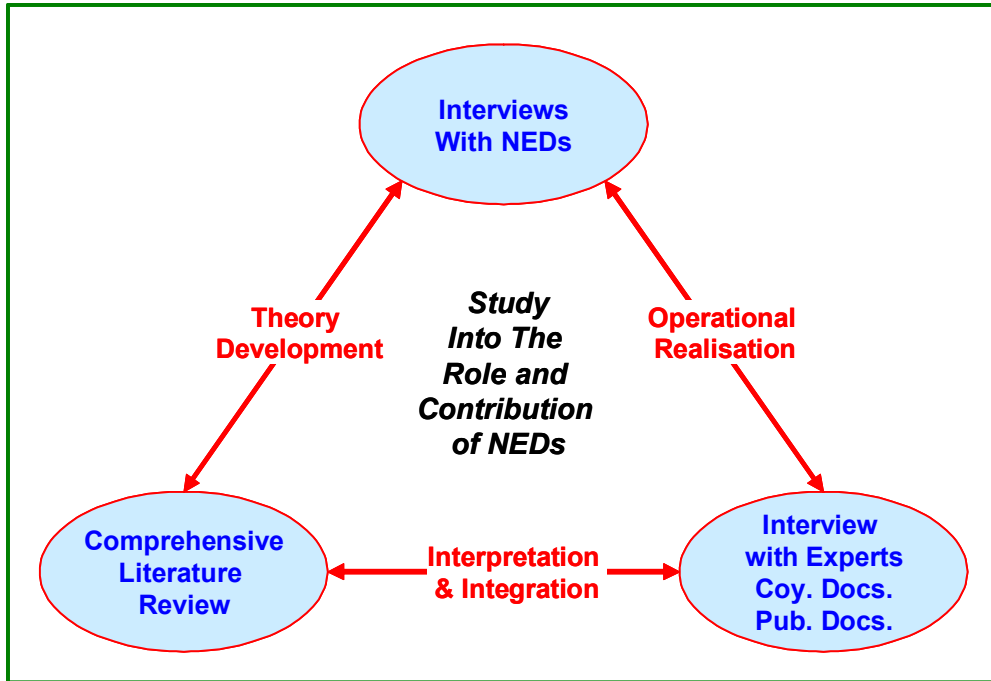 Interviews
With NEDs
Theory
Development
Study
Into The
Role and
Contribution
of NEDs
Operational
Realisation
Comprehensive
Literature
Review
Interpretation
& Integration
Interview
with Experts
Coy. Docs.
Pub. Docs.